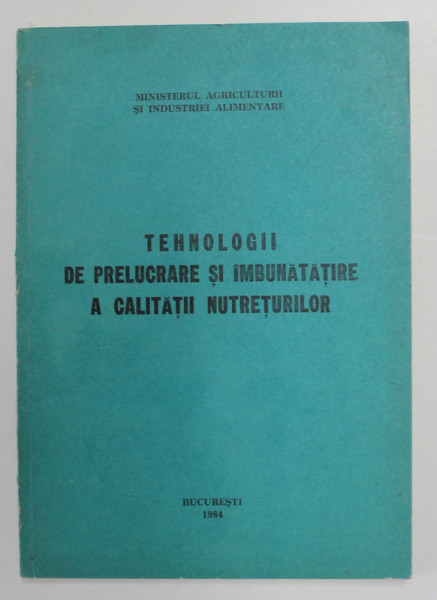 MINISTERUL AGRICULTURII
ȘI INDUSTRIEI ALIMENTARE
TEHNOLOGII
DE PRELUCRARE ȘI ÎMBUNĂTĂȚIRE
A CALITĂȚII NUTREȚURILOR
BUCUREȘTI
1984